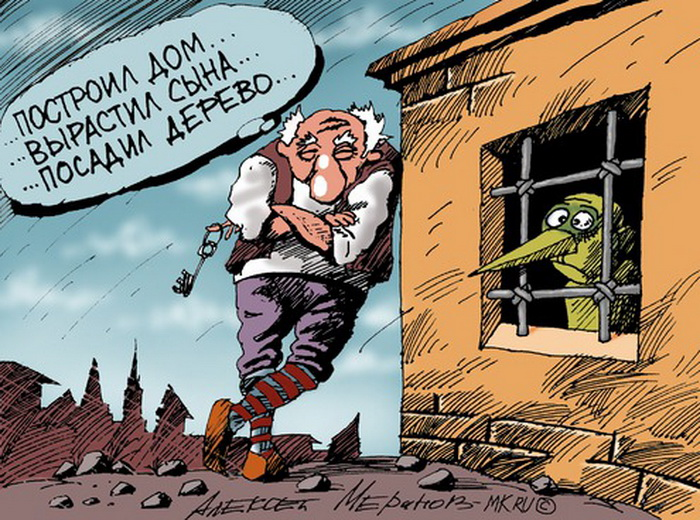 ПОСТРОИЛ ДОМ...
...ВЫРАСТИЛ СЫНА...
...ПОСАДИЛ ДЕРЕВО...
АЛЕКСЕЙ МЕРИНОВ-MK.RU©